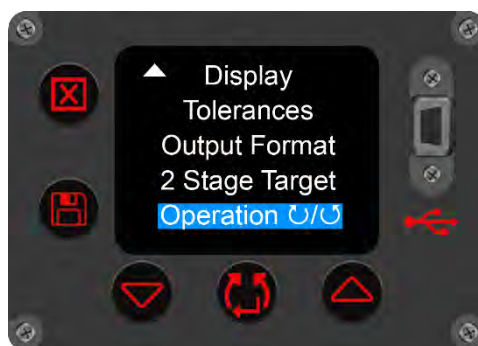 Display
Tolerances
Output Format
2 Stage Target
Operation ↻/↺